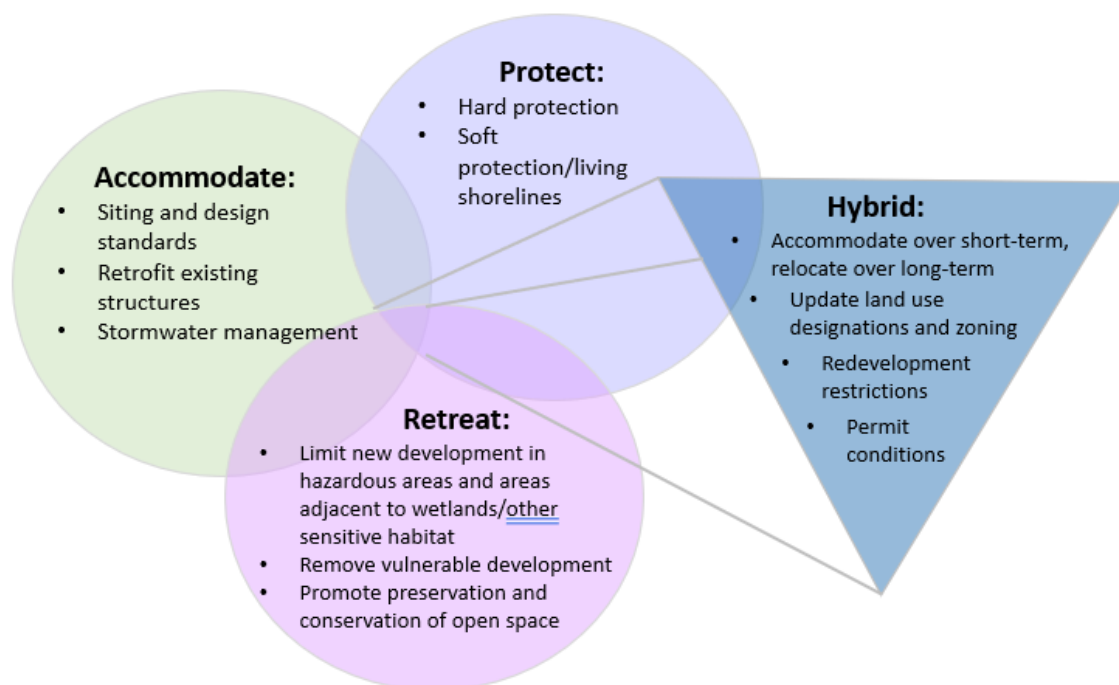 Protect:
• Hard protection
• Soft
protection/living
shorelines
Accommodate:
• Siting and design
standards
• Retrofit existing
structures
• Stormwater management
Hybrid:
• Accommodate over short-term,
relocate over long-term
• Update land use
designations and zoning
• Redevelopment
restrictions
• Permit
conditions
Retreat:
• Limit new development in
hazardous areas and areas
adjacent to wetlands/other
sensitive habitat
• Remove vulnerable development
• Promote preservation and
conservation of open space